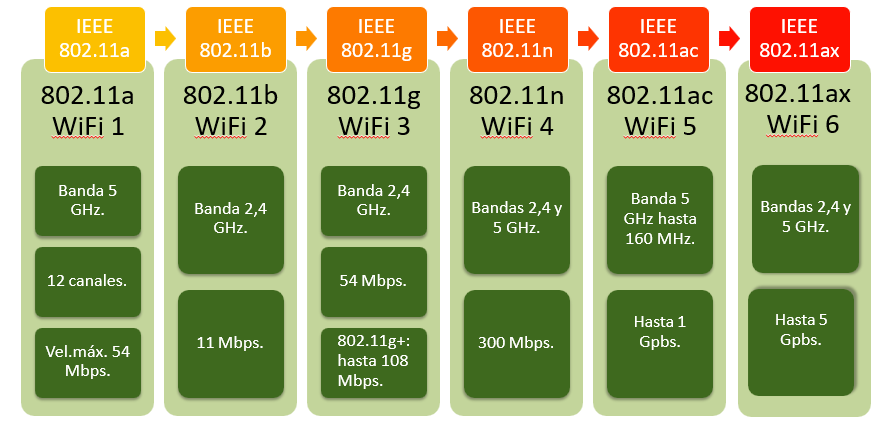 IEEE
802.11a
IEEE
802.11b
IEEE
802.11g
IEEE
802.11n
IEEE
802.11ac
IEEE
802.11ax
802.11a
WiFi 1
Banda 5
GHz.
12 canales.
Vel.máx. 54
Mbps.
802.11b
WiFi 2
Banda 2,4
GHz.
11 Mbps.
802.11g
WiFi 3
Banda 2,4
GHz.
54 Mbps.
802.11g+:
hasta 108
Mbps.
802.11n
WiFi 4
Bandas 2,4 y
5 GHz.
300 Mbps.
802.11ac
WiFi 5
Banda 5
GHz hasta
160 MHz.
Hasta 1
Gpbs.
802.11ax
WiFi 6
Bandas 2,4 y
5 GHz.
Hasta 5
Gpbs.